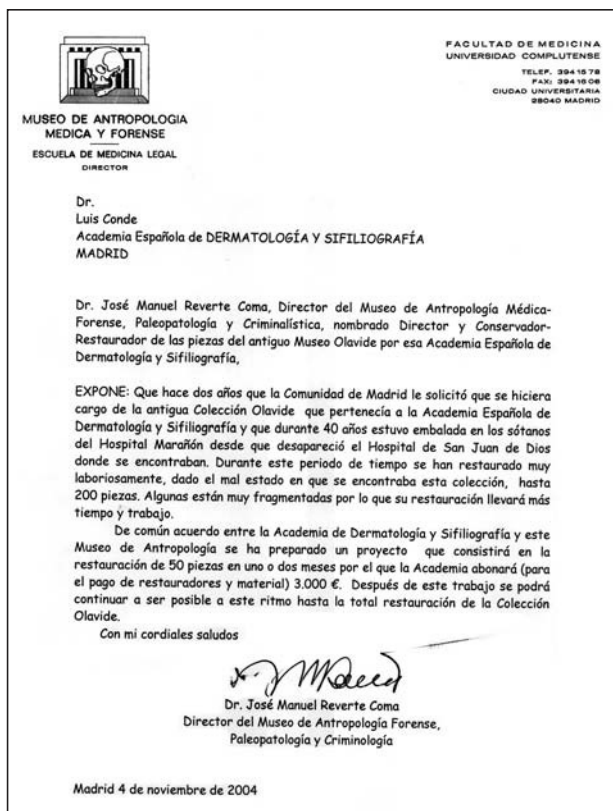 MUSEO DE ANTROPOLOGIA
MEDICA Y FORENSE
ESCUELA DE MEDICINA LEGAL
DIRECTOR
FACULTAD DE MEDICINA
UNIVERSIDAD COMPLUTENSE
TELEF. 394 15 78
FAX: 394 16 06
CIUDAD UNIVERSITARIA
28040 MADRID
Dr.
Luis Conde
Academia Española de DERMATOLOGÍA Y SIFILIOGRAFÍA
MADRID
Dr. José Manuel Reverte Coma, Director del Museo de Antropología Médica-
Forense, Paleopatología y Criminalística, nombrado Director y Conservador-
Restaurador de las piezas del antiguo Museo Olavide por esa Academia Española de
Dermatología y Sifiliografía,
EXPONE: Que hace dos años que la Comunidad de Madrid le solicitó que se hiciera
cargo de la antigua Colección Olavide que pertenecía a la Academia Española de
Dermatología y Sifiliografía y que durante 40 años estuvo embalada en los sótanos
del Hospital Marañón desde que desapareció el Hospital de San Juan de Dios
donde se encontraban. Durante este periodo de tiempo se han restaurado muy
laboriosamente, dado el mal estado en que se encontraba esta colección, hasta
200 piezas. Algunas están muy fragmentadas por lo que su restauración llevará más
tiempo y trabajo.
De común acuerdo entre la Academia de Dermatología y Sifiliografía y este
Museo de Antropología se ha preparado un proyecto que consistirá en la
restauración de 50 piezas en uno o dos meses por el que la Academia abonará (para
el pago de restauradores y material) 3.000 €. Después de este trabajo se podrá
continuar a ser posible a este ritmo hasta la total restauración de la Colección
Olavide.
Con mi cordiales saludos
Dr. José Manuel Reverte Coma
Director del Museo de Antropología Forense,
Paleopatología y Criminología
Madrid 4 de noviembre de 2004